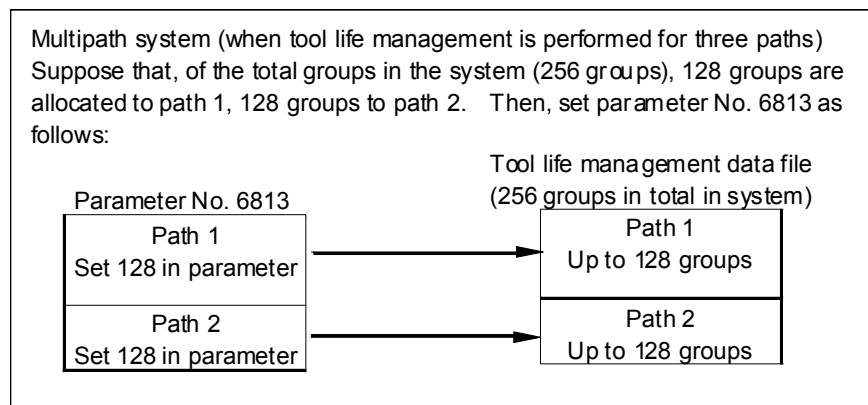 Multipath system (when tool life management is performed for three paths)
Suppose that, of the total groups in the system (256 groups), 128 groups are
allocated to path 1, 128 groups to path 2. Then, set parameter No. 6813 as
follows:
Tool life management data file
(256 groups in total in system)
Parameter No. 6813
Path 1
Set 128 in parameter
Path 1
Up to 128 groups
Path 2
Set 128 in parameter
Path 2
Up to 128 groups